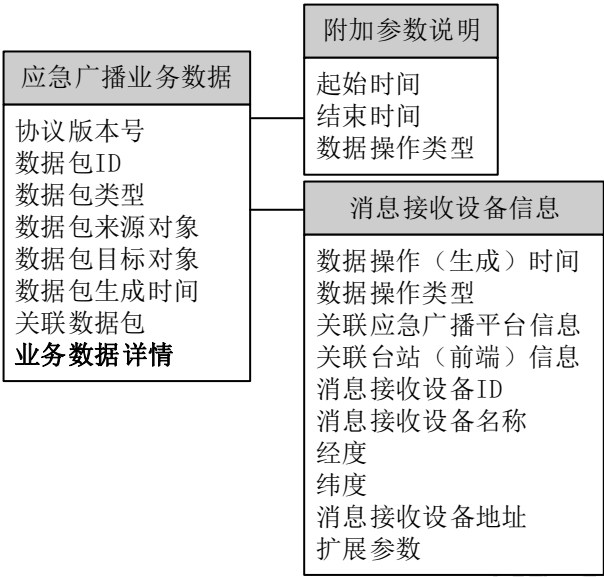 应急广播业务数据
协议版本号
数据包ID
数据包类型
数据包来源对象
数据包目标对象
数据包生成时间
关联数据包
业务数据详情
附加参数说明
起始时间
结束时间
数据操作类型
消息接收设备信息
数据操作（生成）时间
数据操作类型
关联应急广播平台信息
关联台站（前端）信息
消息接收设备ID
消息接收设备名称
经度
纬度
消息接收设备地址
扩展参数